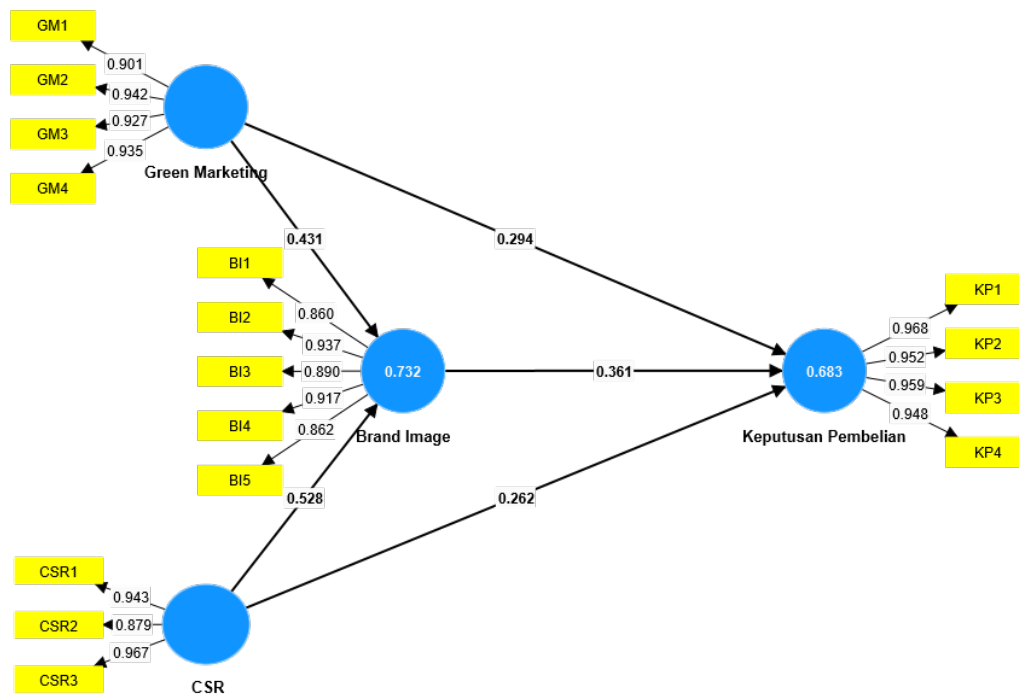 GM1
0.901
GM2
0.942
GM3
0.927
GM4
0.935
Green Marketing
0.431
0.294
BI1
0.860
BI2
0.937
BI3
0.890
BI4
0.917
BI5
0.862
0.732
Brand Image
0.361
0.683
Keputusan Pembelian
KP1
0.968
KP2
0.952
KP3
0.959
KP4
0.948
0.528
0.262
CSR1
0.943
CSR2
0.879
CSR3
0.967
CSR